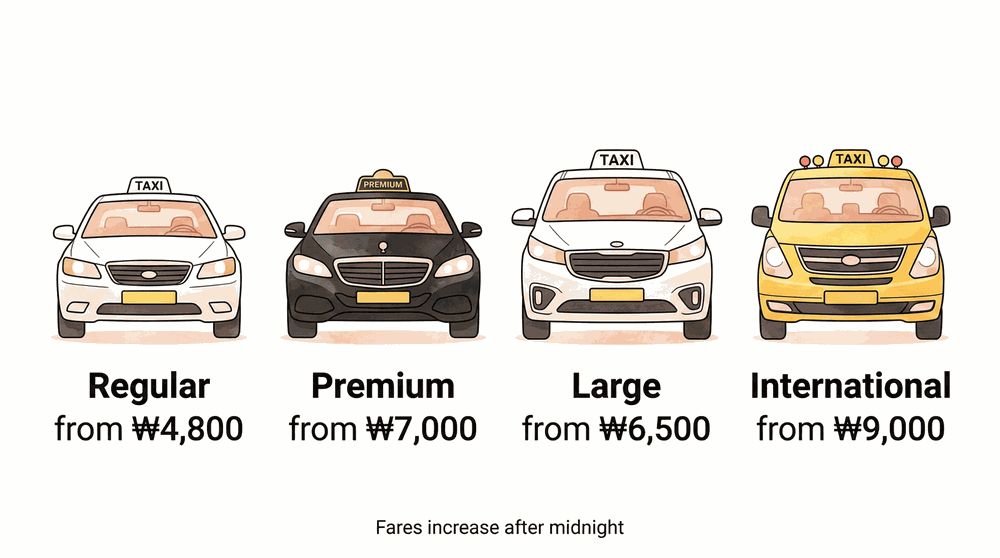 TAXI
PREMIUM
TAXI
TAXI
Regular
from ₩4,800
Premium
from ₩7,000
Large
from ₩6,500
International
from ₩9,000
Fares increase after midnight